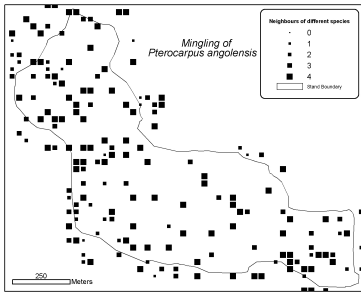 Mingling of
Pterocarpus angolensis
Neighbours of different species
0
1
2
3
4
Stand Boundary
250
Meters